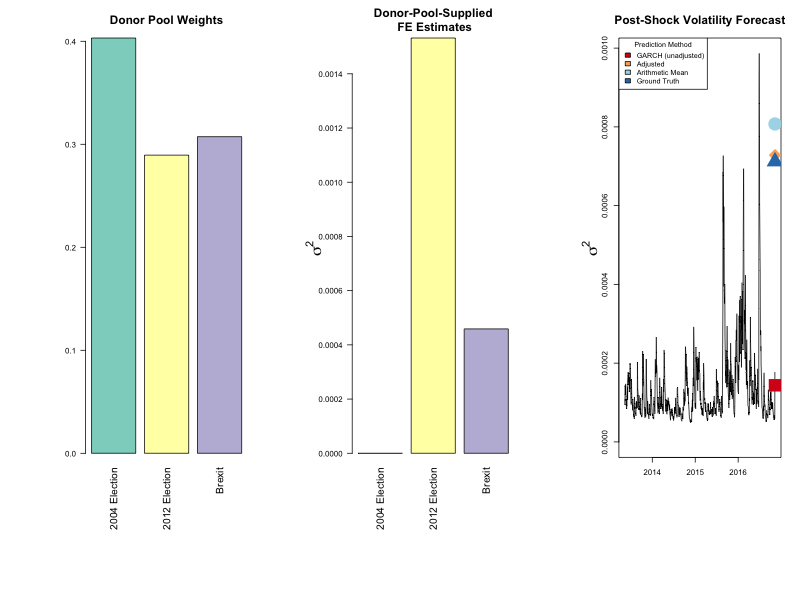 Donor Pool Weights
0.4
0.3
0.2
0.1
0.0
2004 Election
2012 Election
Brexit
Donor-Pool-Supplied
FE Estimates
σ²
0.0014
0.0012
0.0010
0.0008
0.0006
0.0004
0.0002
0.0000
2004 Election
2012 Election
Brexit
Post-Shock Volatility Forecast
σ²
0.0010
0.0008
0.0006
0.0004
0.0002
0.0000
Prediction Method
GARCH (unadjusted)
Adjusted
Arithmetic Mean
Ground Truth
2014
2015
2016